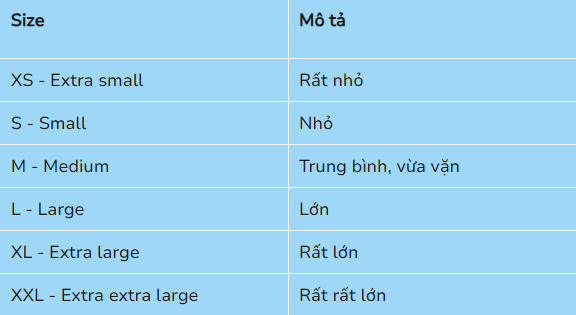 Size Mô tả
XS - Extra small Rất nhỏ
S - Small Nhỏ
M - Medium Trung bình, vừa vặn
L - Large Lớn
XL - Extra large Rất lớn
XXL - Extra extra large Rất rất lớn